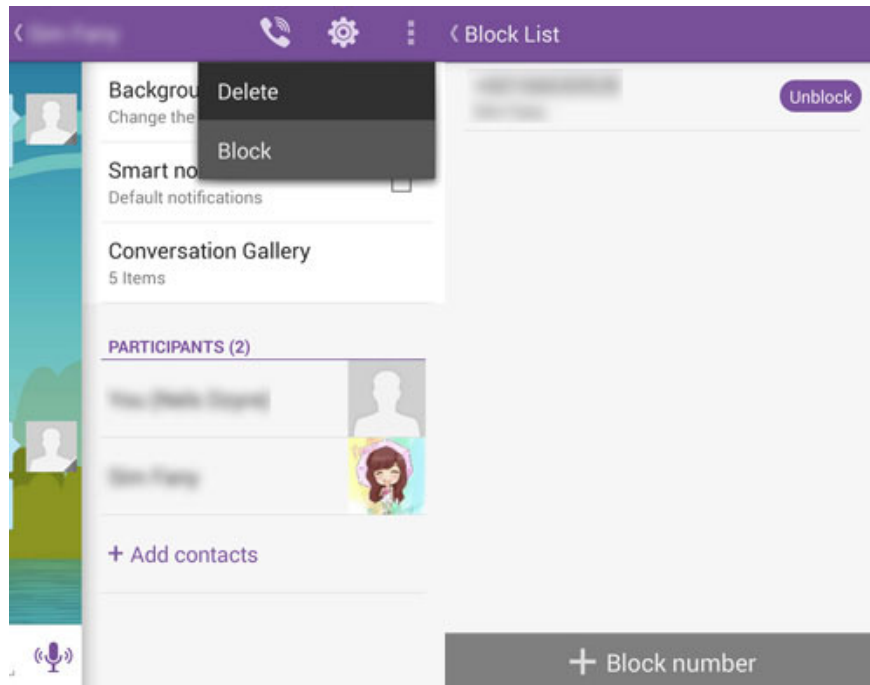 Delete
Block
Backgrou
Change the
Smart no
Default notifications
Conversation Gallery
5 Items
PARTICIPANTS (2)
+ Add contacts
Block List
Unblock
+ Block number